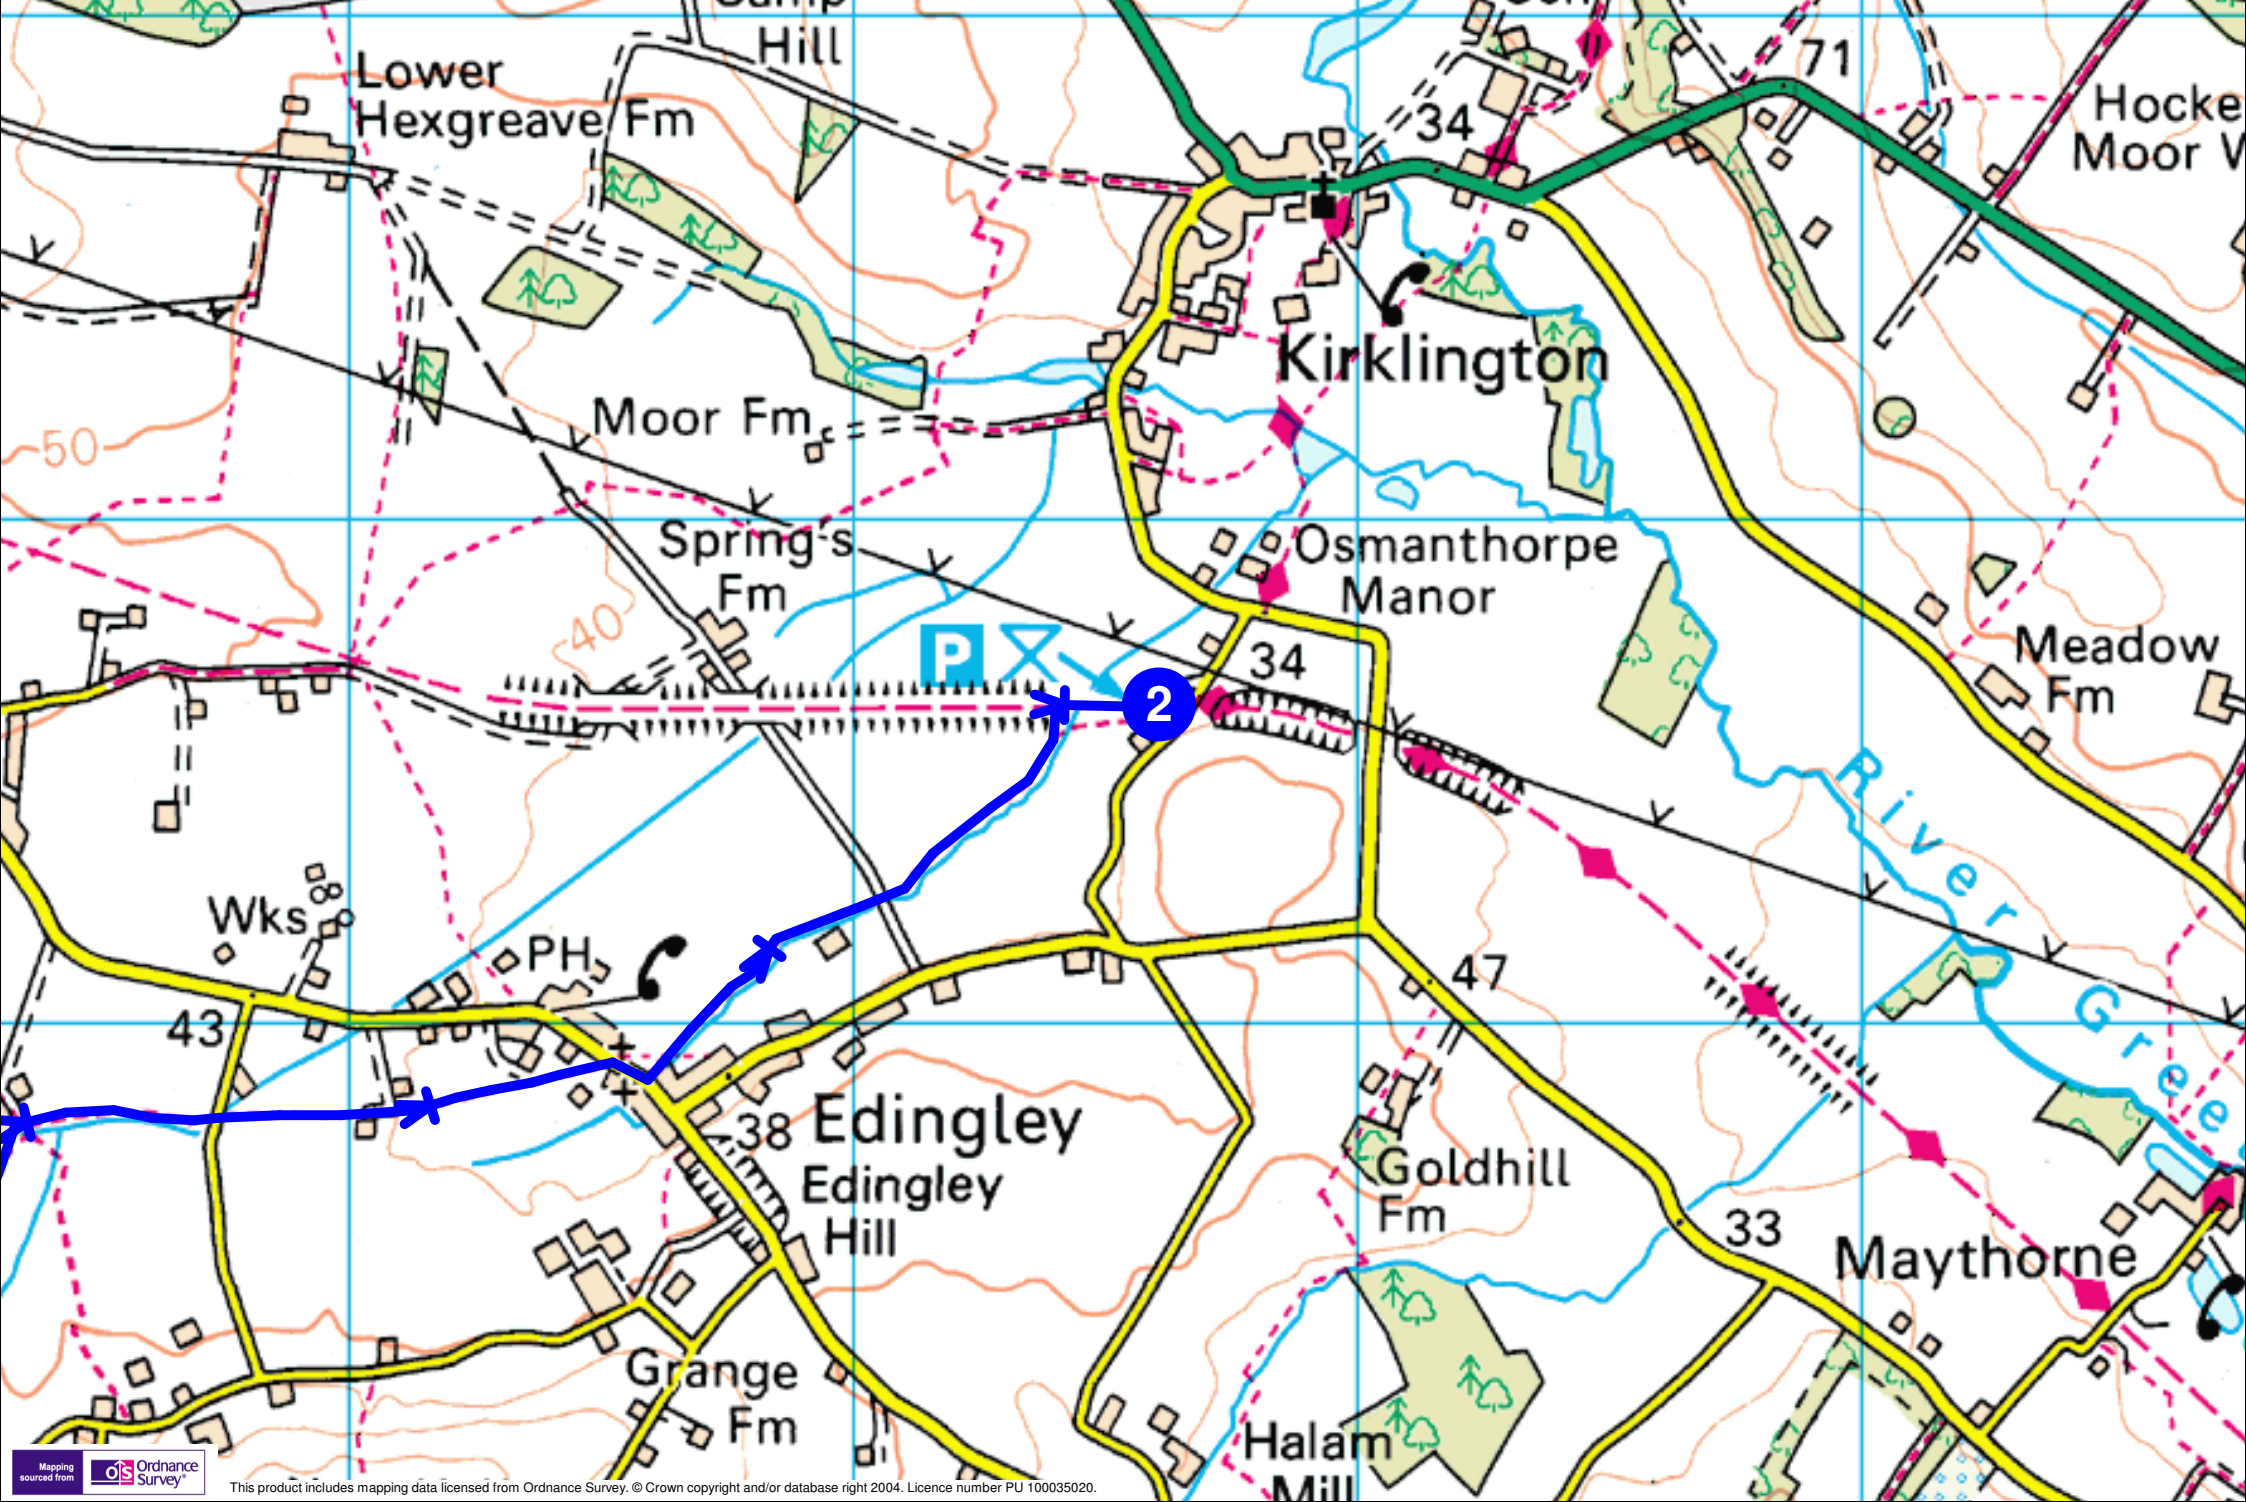 Hill
Lower
Hexgreave Fm
71
34
Hocke
Moor W
Kirklington
Moor Fm
50
Spring's
Fm
Osmanthorpe
Manor
40
P
34
2
Meadow
Fm
River
Greet
Wks
PH
47
43
38
Edingley
Edingley
Hill
Goldhill
Fm
33
Maythorne
Grange
Fm
Halam
Mill
Mapping
sourced from
OS
Ordnance
Survey
This product includes mapping data licensed from Ordnance Survey. © Crown copyright and/or database right 2004. Licence number PU 100035020.